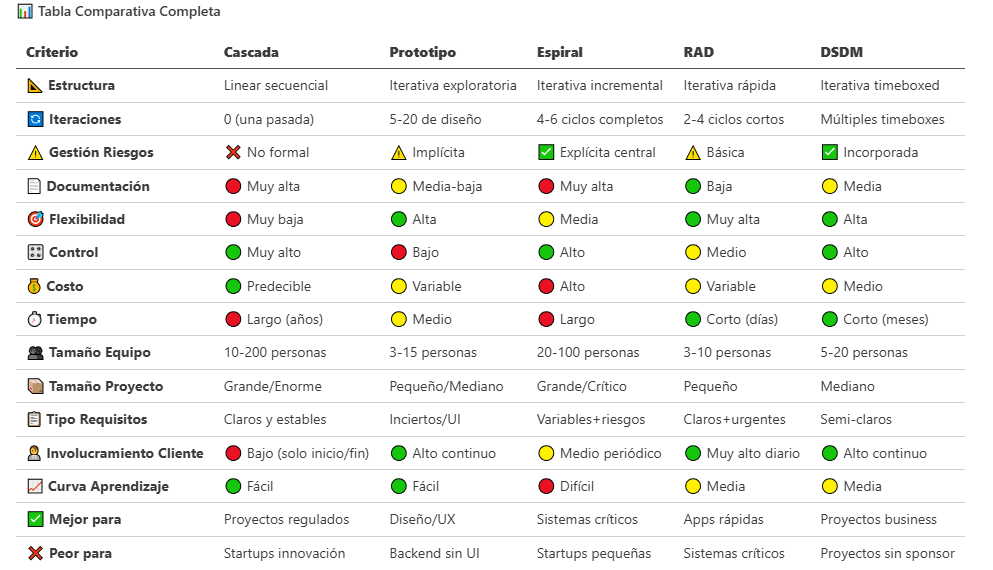 Tabla Comparativa Completa
Criterio Cascada Prototipo Espiral RAD DSDM
Estructura Linear secuencial Iterativa exploratoria Iterativa incremental Iterativa rápida Iterativa timeboxed
Iteraciones 0 (una pasada) 5-20 de diseño 4-6 ciclos completos 2-4 ciclos cortos Múltiples timeboxes
Gestión Riesgos No formal Implícita Explícita central Básica Incorporada
Documentación Muy alta Media-baja Muy alta Baja Media
Flexibilidad Muy baja Alta Media Muy alta Alta
Control Muy alto Bajo Alto Medio Alto
Costo Predecible Variable Alto Variable Medio
Tiempo Largo (años) Medio Largo Corto (días) Corto (meses)
Tamaño Equipo 10-200 personas 3-15 personas 20-100 personas 3-10 personas 5-20 personas
Tamaño Proyecto Grande/Enorme Pequeño/Mediano Grande/Crítico Pequeño Mediano
Tipo Requisitos Claros y estables Inciertos/UI Variables+riesgos Claros+urgentes Semi-claros
Involucramiento Cliente Bajo (solo inicio/fin) Alto continuo Medio periódico Muy alto diario Alto continuo
Curva Aprendizaje Fácil Fácil Difícil Media Media
Mejor para Proyectos regulados Diseño/UX Sistemas críticos Apps rápidas Proyectos business
Peor para Startups innovación Backend sin UI Startups pequeñas Sistemas críticos Proyectos sin sponsor